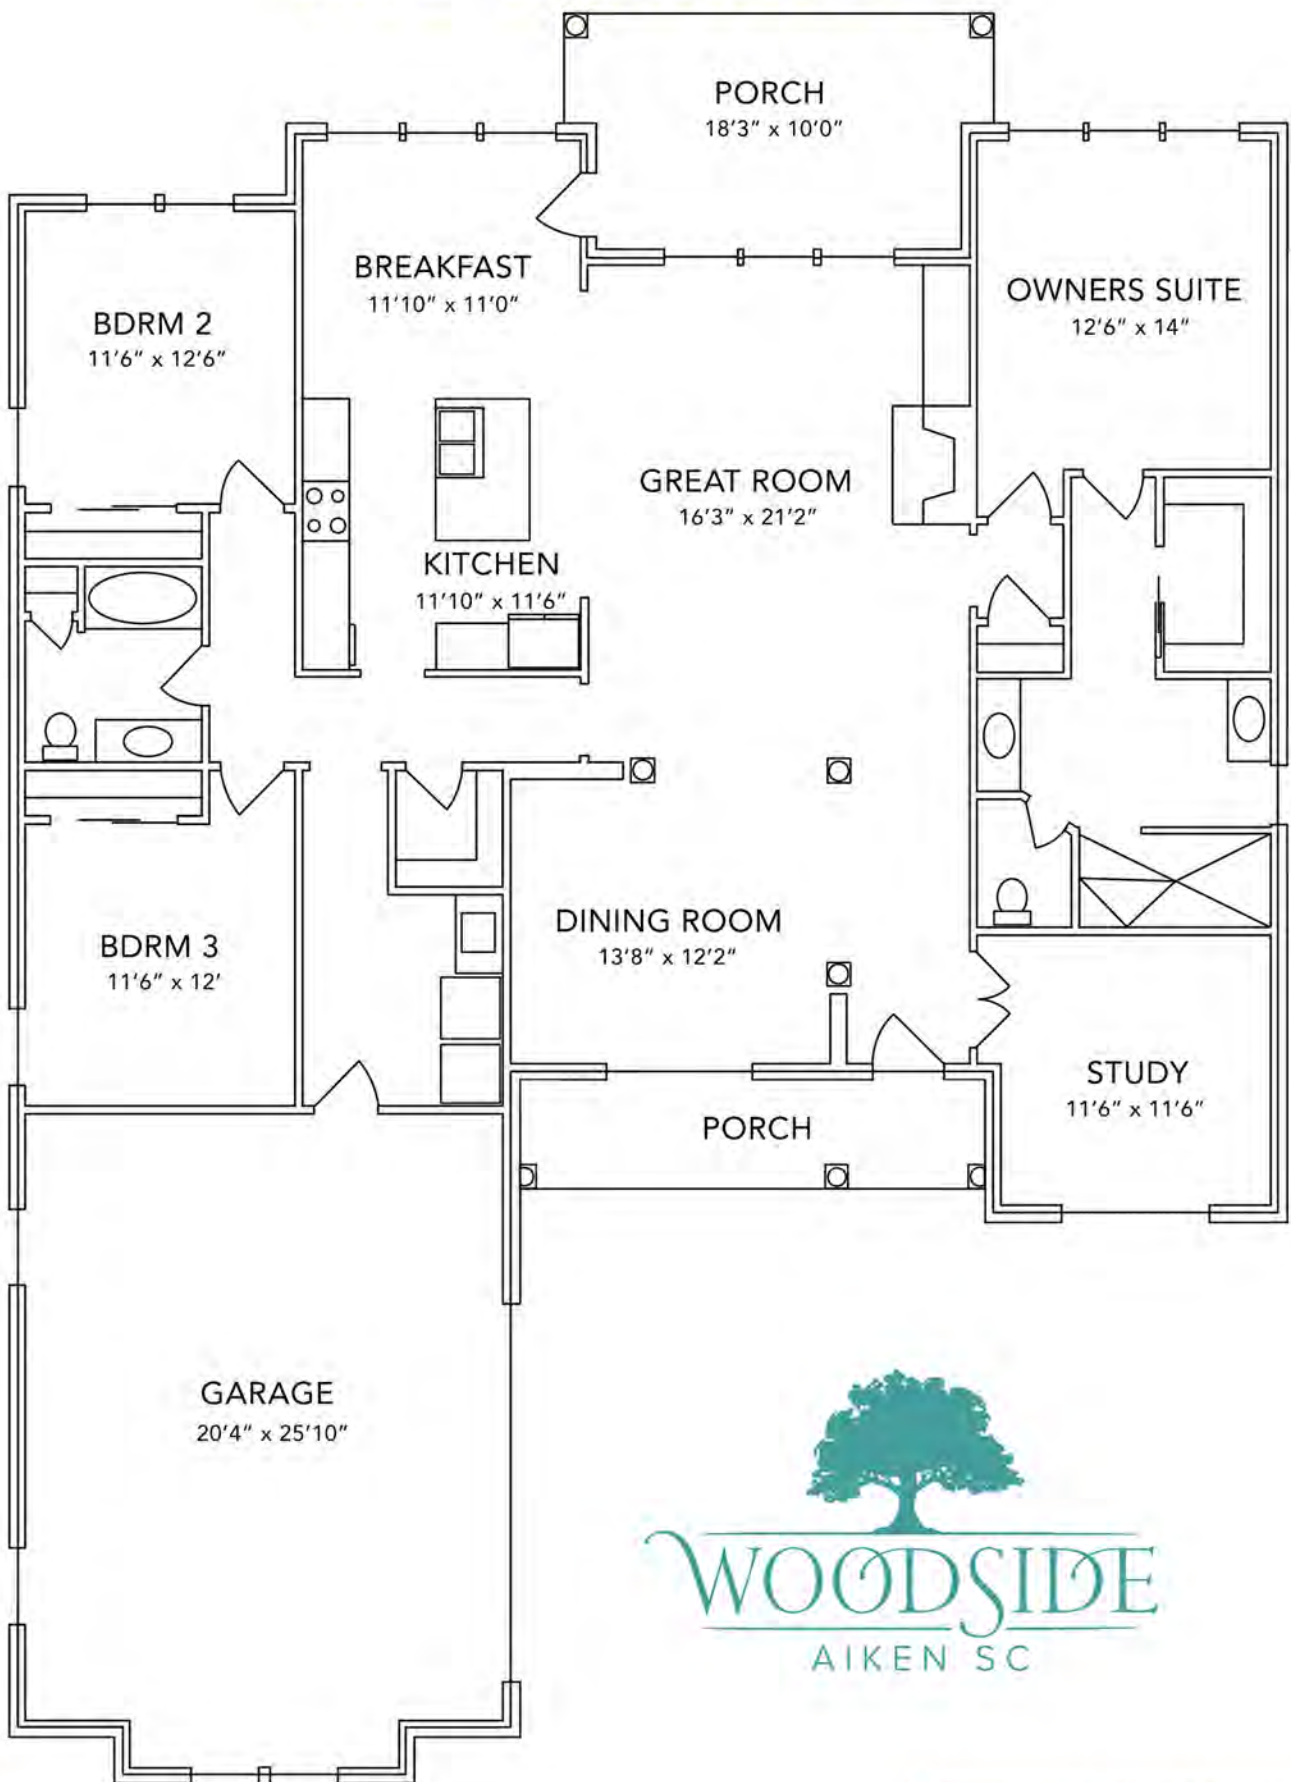 PORCH
18'3" x 10'0"
BREAKFAST
11'10" x 11'0"
BDRM 2
11'6" x 12'6"
OWNERS SUITE
12'6" x 14"
GREAT ROOM
16'3" x 21'2"
KITCHEN
11'10" x 11'6"
DINING ROOM
13'8" x 12'2"
BDRM 3
11'6" x 12'
STUDY
11'6" x 11'6"
PORCH
GARAGE
20'4" x 25'10"
WOODSIDE
AIKEN SC